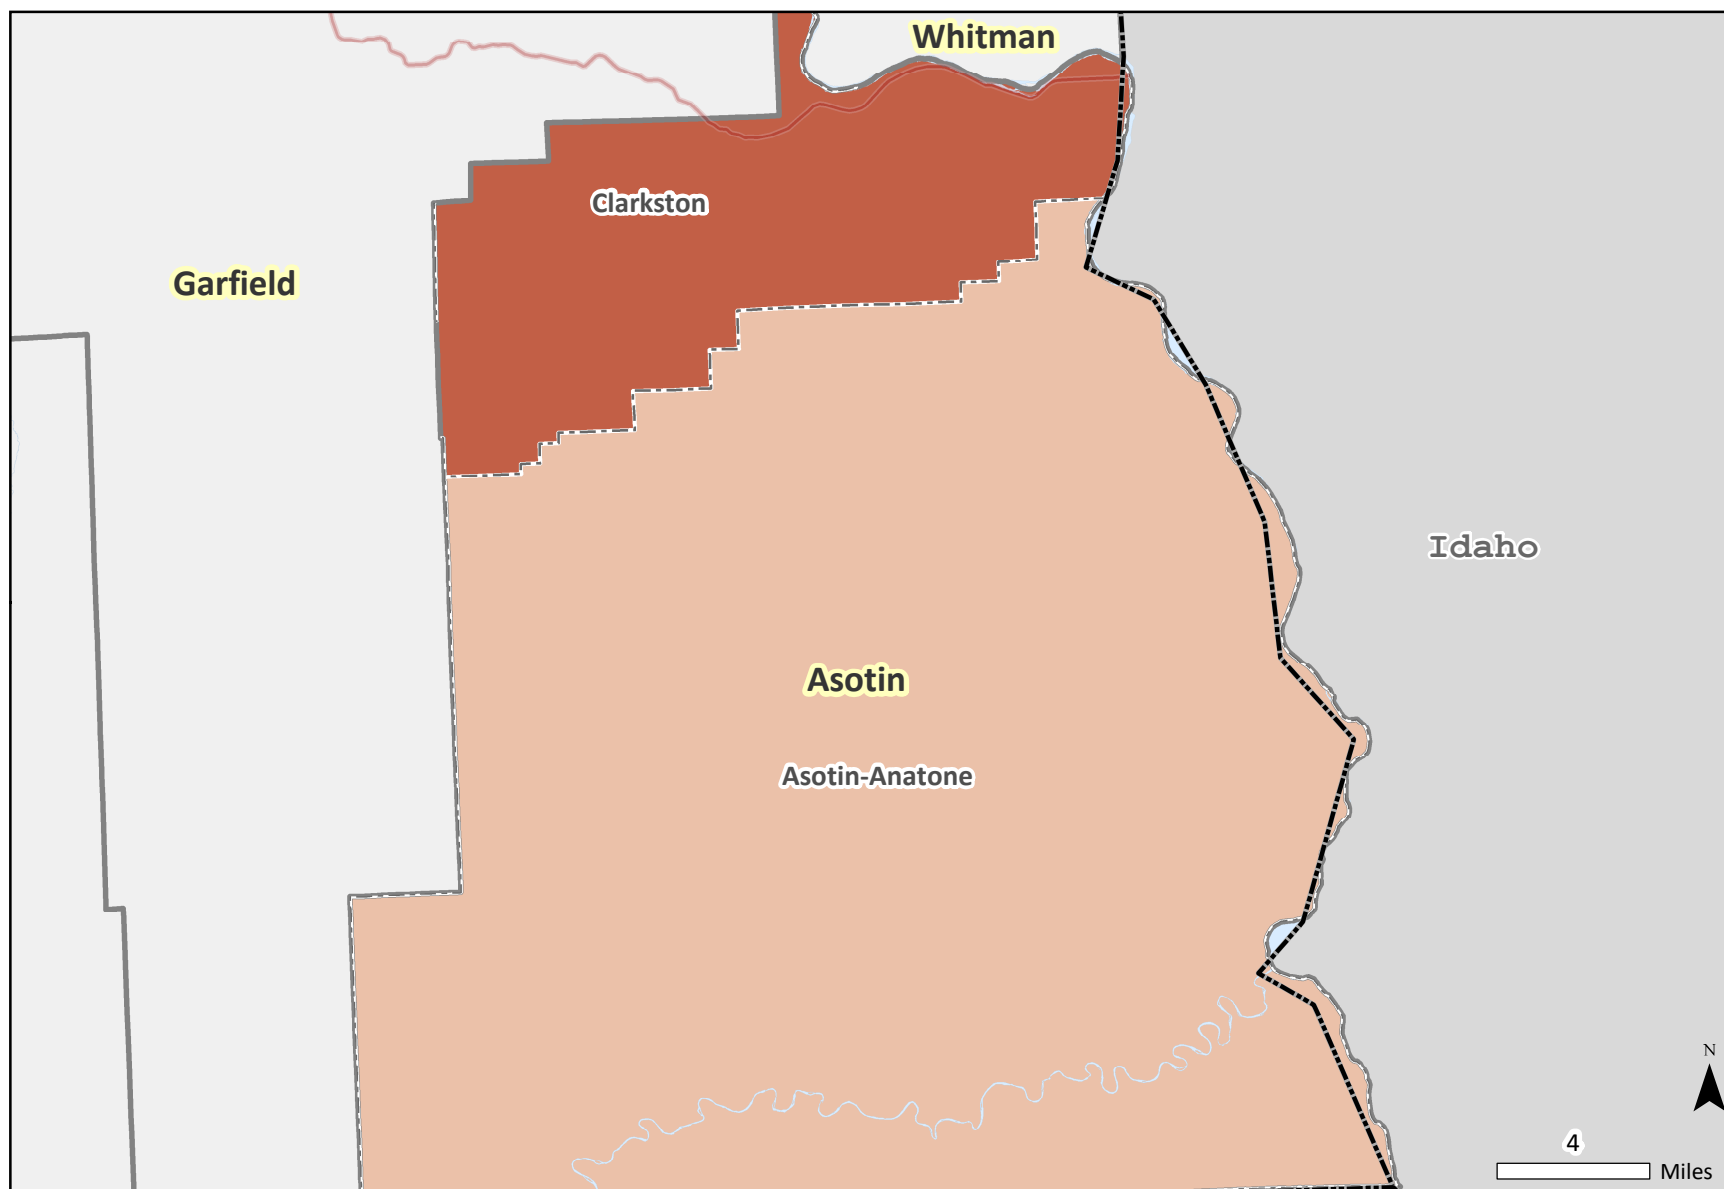 Whitman
Clarkston
Garfield
Idaho
Asotin
Asotin-Anatone
N
4
Miles